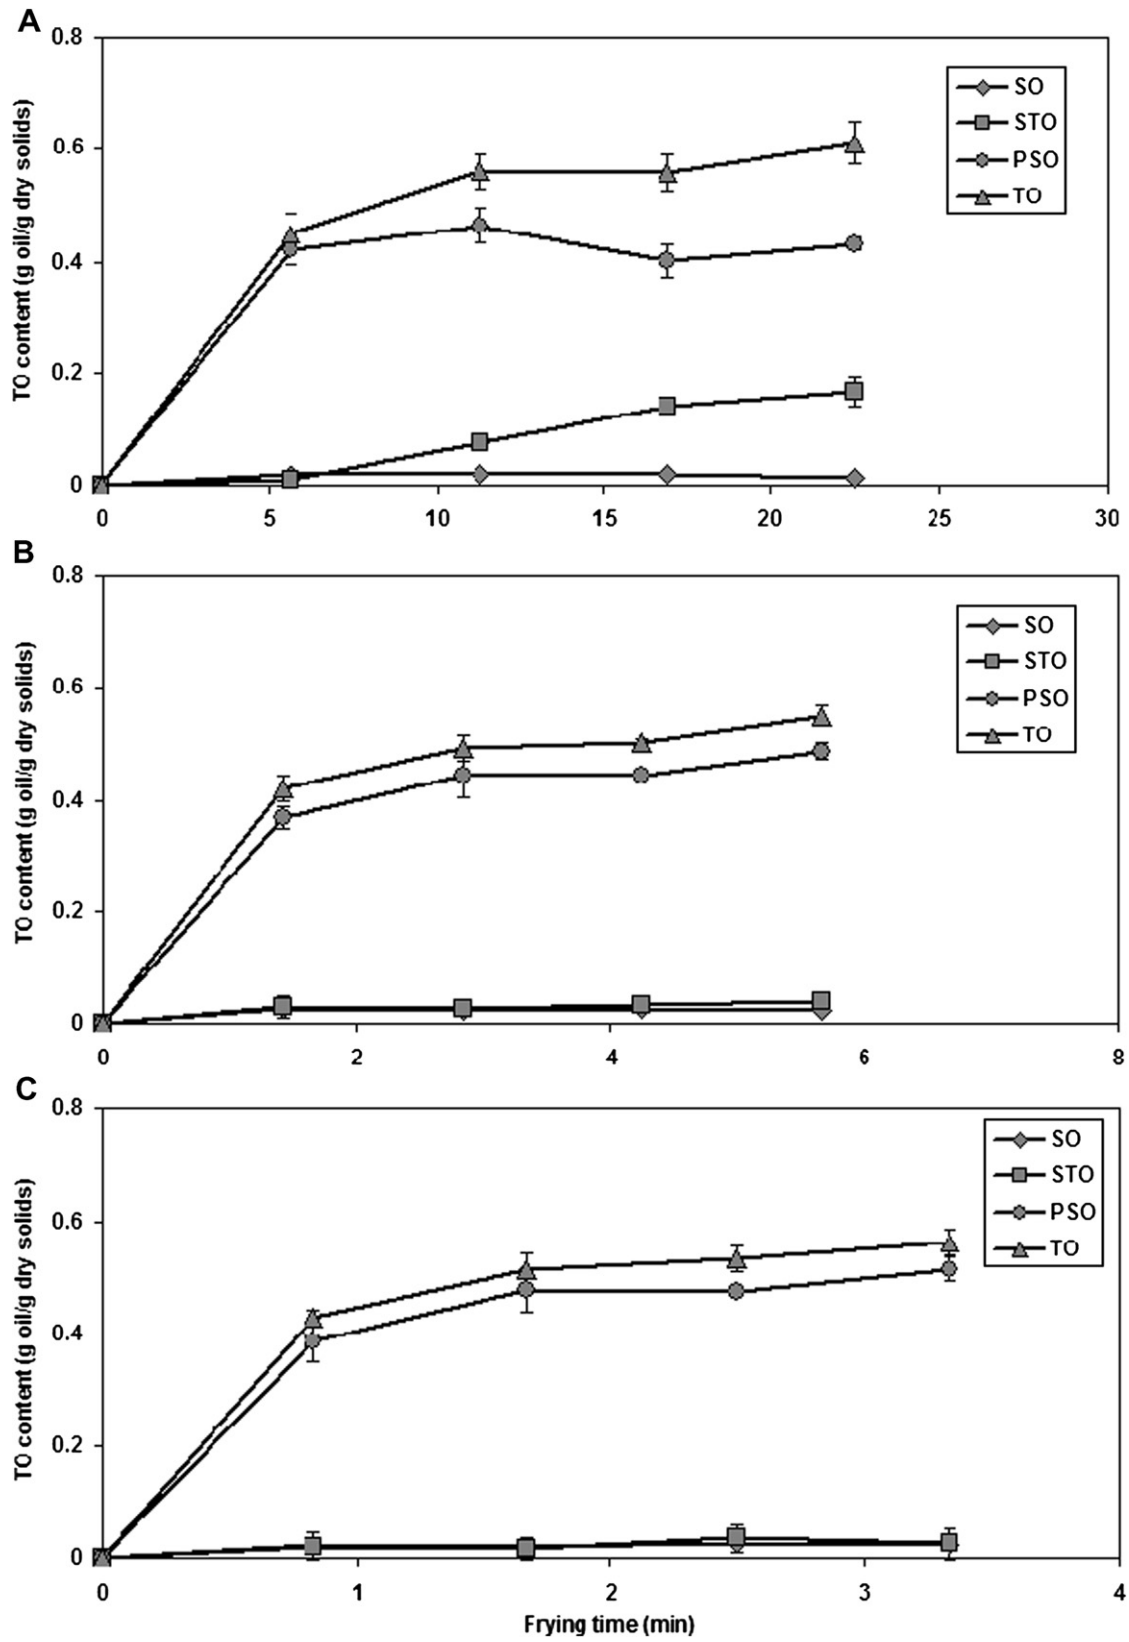 A
TO content (g oil/g dry solids)
0.8
0.6
0.4
0.2
0
SO
STO
PSO
TO
0 5 10 15 20 25 30
B
TO content (g oil/g dry solids)
0.8
0.6
0.4
0.2
0
SO
STO
PSO
TO
0 2 4 6 8
C
TO content (g oil/g dry solids)
0.8
0.6
0.4
0.2
0
SO
STO
PSO
TO
0 1 2 3 4
Frying time (min)